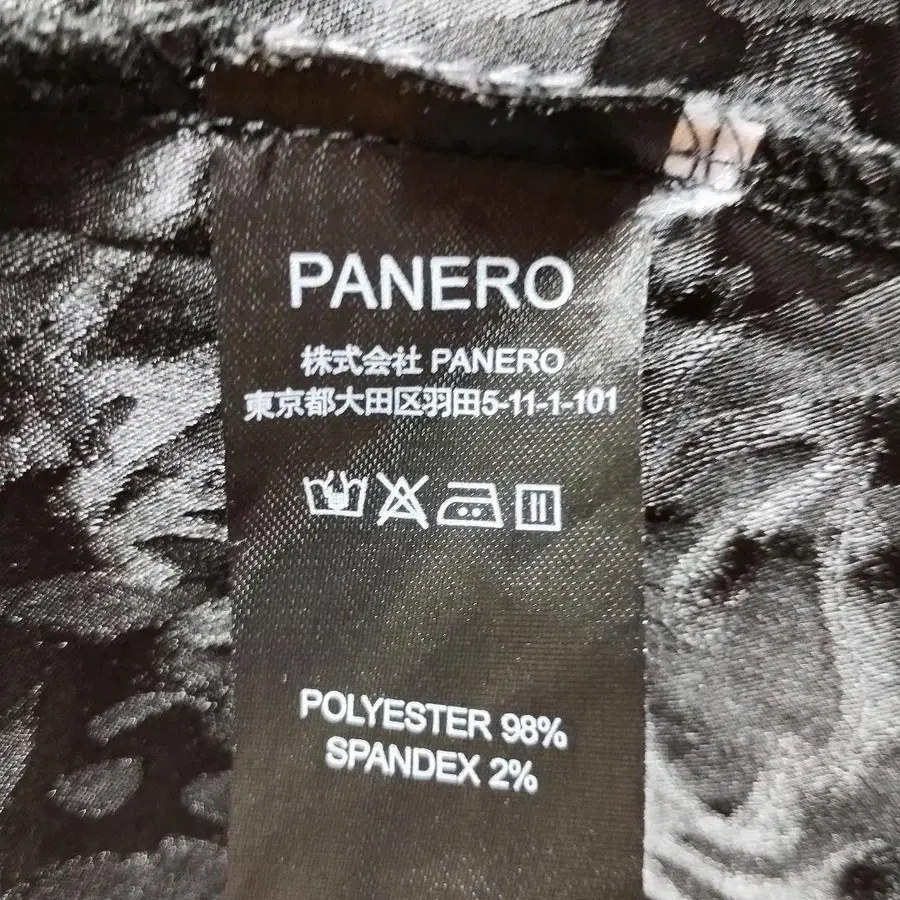 PANERO
株式会社 PANERO
東京都大田区羽田5-11-1-101
POLYESTER 98%
SPANDEX 2%